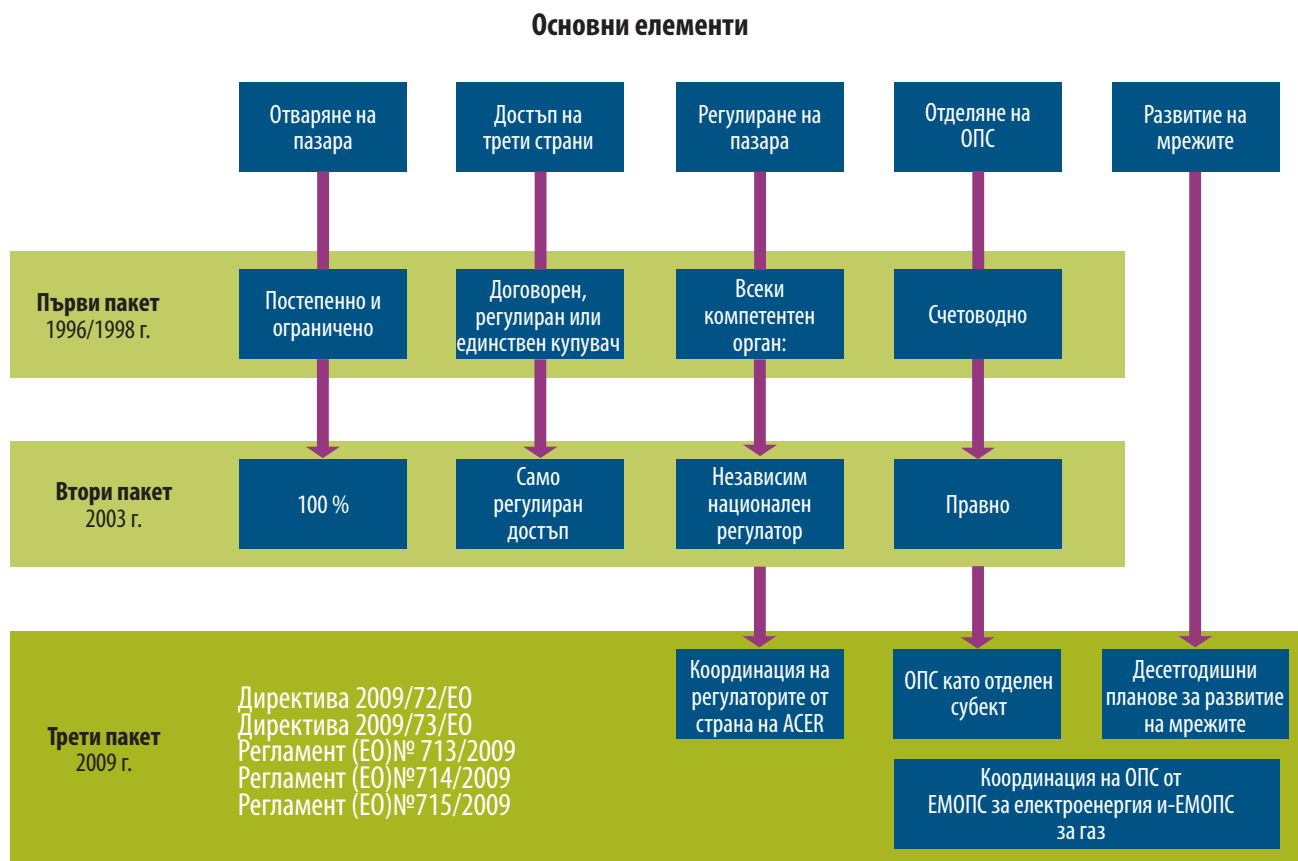 Основни елементи
Отваряне на
пазара
Достъп на
трети страни
Регулиране на
пазара
Отделяне на
ОПС
Развитие на
мрежите
Първи пакет
1996/1998 г.
Постепенно и
ограничено
Договорен,
регулиран или
единствен купувач
Всеки
компетентен
орган:
Счетоводно
Втори пакет
2003 г.
100 %
Само
регулиран
достъп
Независим
национален
регулатор
Правно
Трети пакет
2009 г.
Директива 2009/72/ЕО
Директива 2009/73/ЕО
Регламент (ЕО)№ 713/2009
Регламент (ЕО)№714/2009
Регламент (ЕО)№715/2009
Координация на
регулаторите от
страна на ACER
ОПС като отделен
субект
Десетгодишни
планове за развитие
на мрежите
Координация на ОПС от
ЕМОПС за електроенергия и-ЕМОПС
за газ